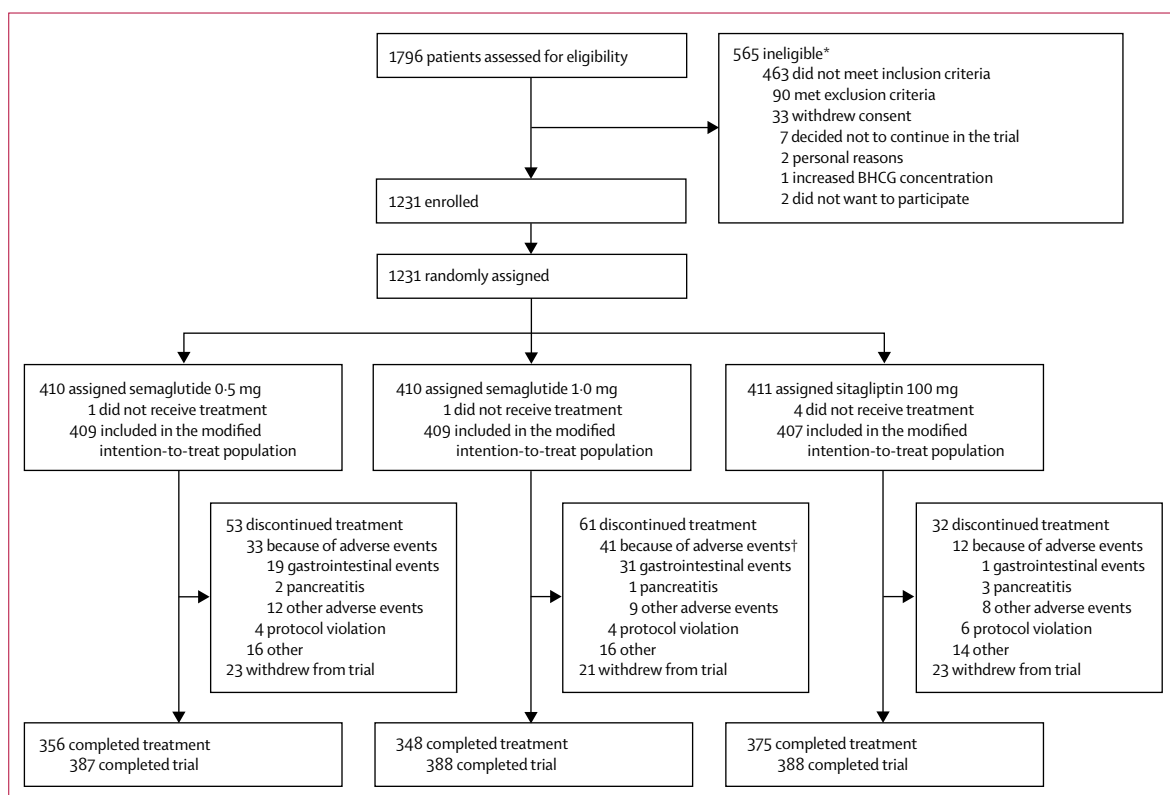 1796 patients assessed for eligibility
565 ineligible*
463 did not meet inclusion criteria
90 met exclusion criteria
33 withdrew consent
7 decided not to continue in the trial
2 personal reasons
1 increased BHCG concentration
2 did not want to participate
1231 enrolled
1231 randomly assigned
410 assigned semaglutide 0·5 mg
1 did not receive treatment
409 included in the modified
intention-to-treat population
410 assigned semaglutide 1·0 mg
1 did not receive treatment
409 included in the modified
intention-to-treat population
411 assigned sitagliptin 100 mg
4 did not receive treatment
407 included in the modified
intention-to-treat population
53 discontinued treatment
33 because of adverse events
19 gastrointestinal events
2 pancreatitis
12 other adverse events
4 protocol violation
16 other
23 withdrew from trial
61 discontinued treatment
41 because of adverse events†
31 gastrointestinal events
1 pancreatitis
9 other adverse events
4 protocol violation
16 other
21 withdrew from trial
32 discontinued treatment
12 because of adverse events
1 gastrointestinal events
3 pancreatitis
8 other adverse events
6 protocol violation
14 other
23 withdrew from trial
356 completed treatment
387 completed trial
348 completed treatment
388 completed trial
375 completed treatment
388 completed trial